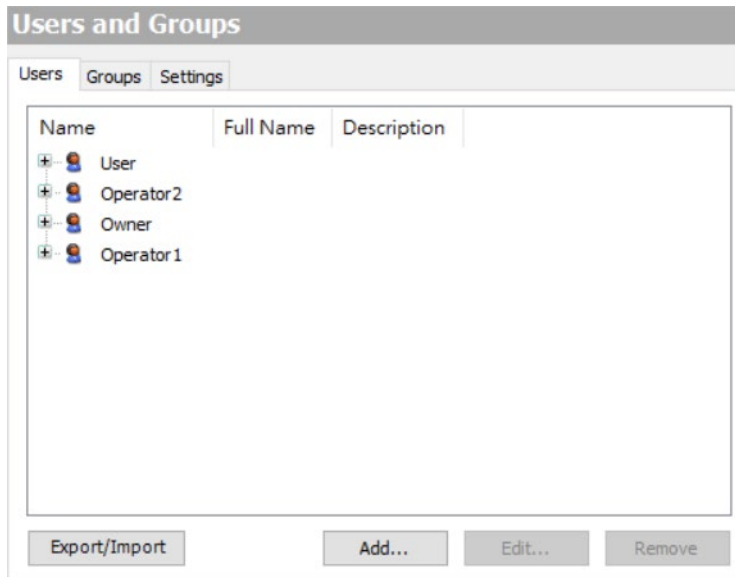 Users and Groups
Users Groups Settings
Name Full Name Description
User
Operator2
Owner
Operator1
Export/Import Add... Edit... Remove